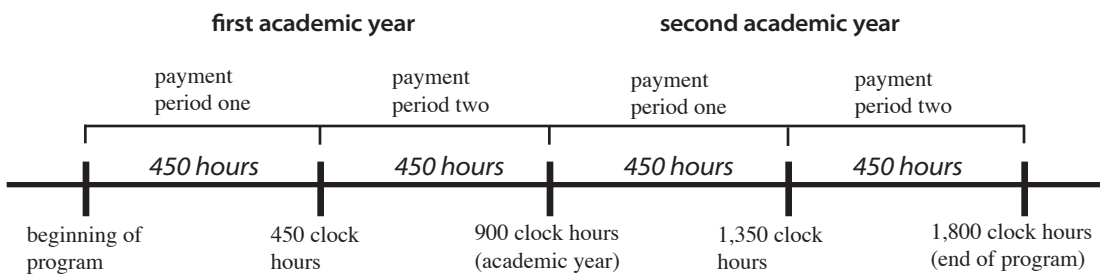 first academic year
second academic year
payment
period one
payment
period two
payment
period one
payment
period two
450 hours
450 hours
450 hours
450 hours
beginning of
program
450 clock
hours
900 clock hours
(academic year)
1,350 clock
hours
1,800 clock hours
(end of program)